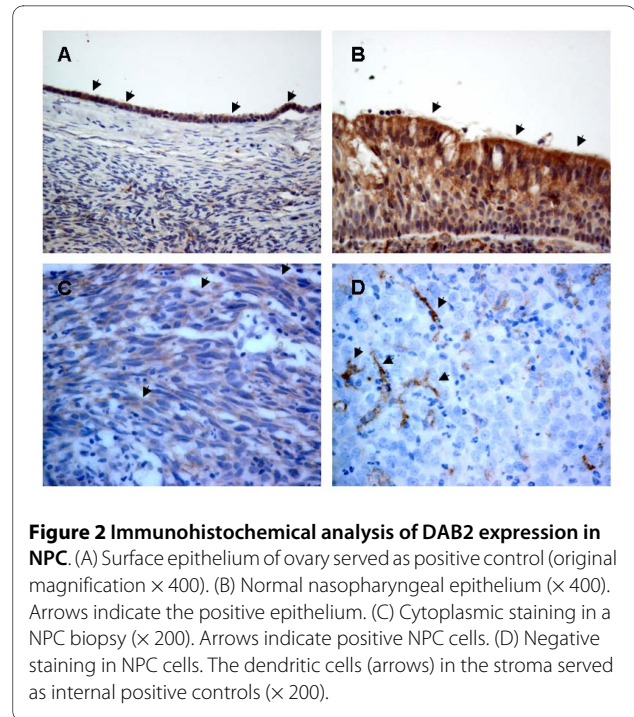 A
B
C
D
Figure 2 Immunohistochemical analysis of DAB2 expression in
NPC. (A) Surface epithelium of ovary served as positive control (original
magnification × 400). (B) Normal nasopharyngeal epithelium (× 400).
Arrows indicate the positive epithelium. (C) Cytoplasmic staining in a
NPC biopsy (× 200). Arrows indicate positive NPC cells. (D) Negative
staining in NPC cells. The dendritic cells (arrows) in the stroma served
as internal positive controls (× 200).